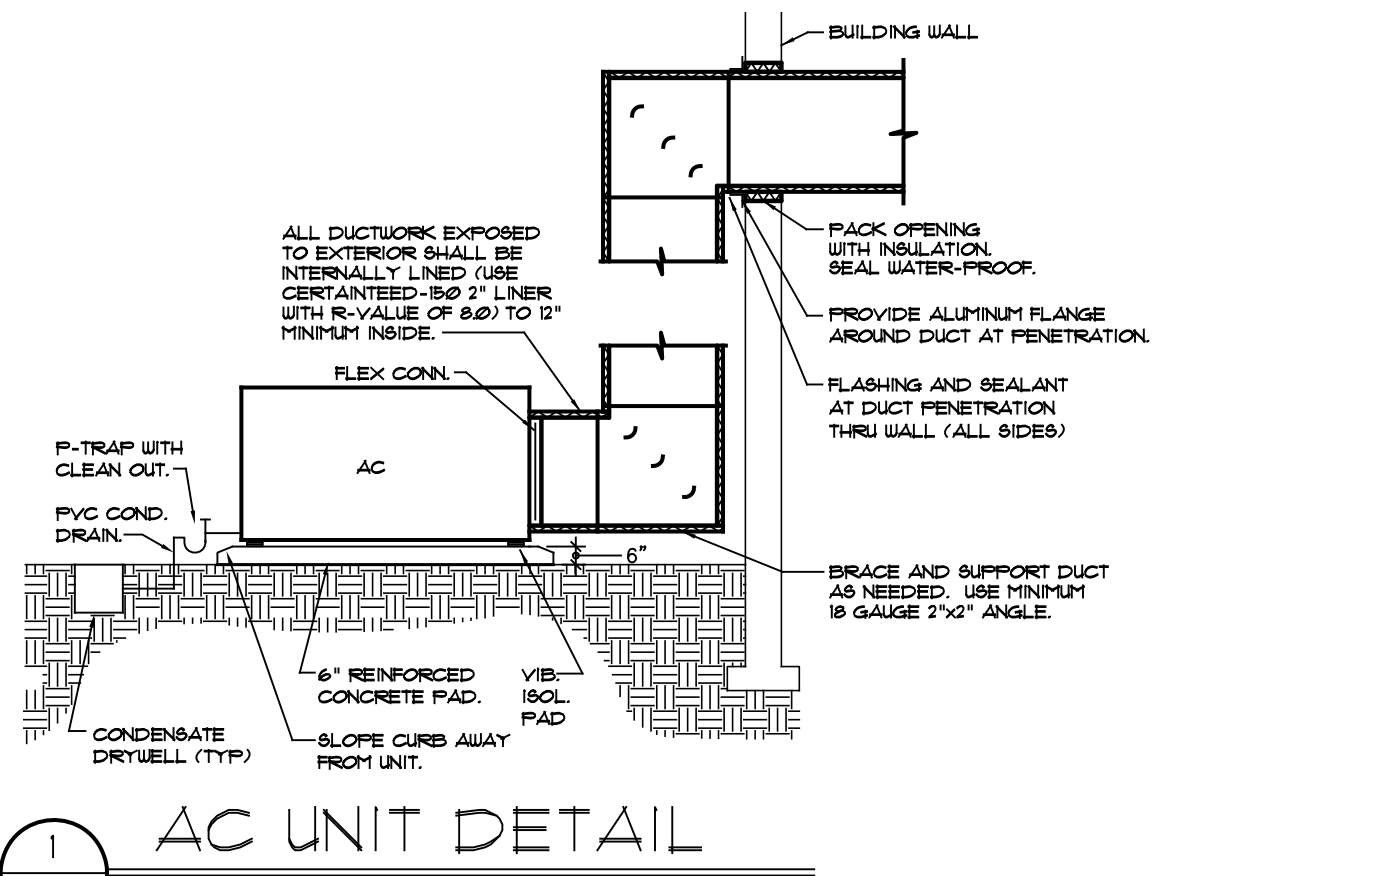 BUILDING WALL
ALL DUCTWORK EXPOSED
TO EXTERIOR SHALL BE
INTERNALLY LINED (USE
CERTAINTEED-150 2" LINER
WITH R-VALUE OF 8.0) TO 12"
MINIMUM INSIDE.
PACK OPENING
WITH INSULATION.
SEAL WATER-PROOF.
PROVIDE ALUMINUM FLANGE
AROUND DUCT AT PENETRATION.
FLEX CONN.
FLASHING AND SEALANT
AT DUCT PENETRATION
THRU WALL (ALL SIDES)
P-TRAP WITH
CLEAN OUT.
AC
PVC COND.
DRAIN.
6"
BRACE AND SUPPORT DUCT
AS NEEDED. USE MINIMUM
18 GAUGE 2"x2" ANGLE.
6" REINFORCED
CONCRETE PAD.
VIB.
ISOL.
PAD
CONDENSATE
DRYWELL (TYP)
SLOPE CURB AWAY
FROM UNIT.
1
AC UNIT DETAIL